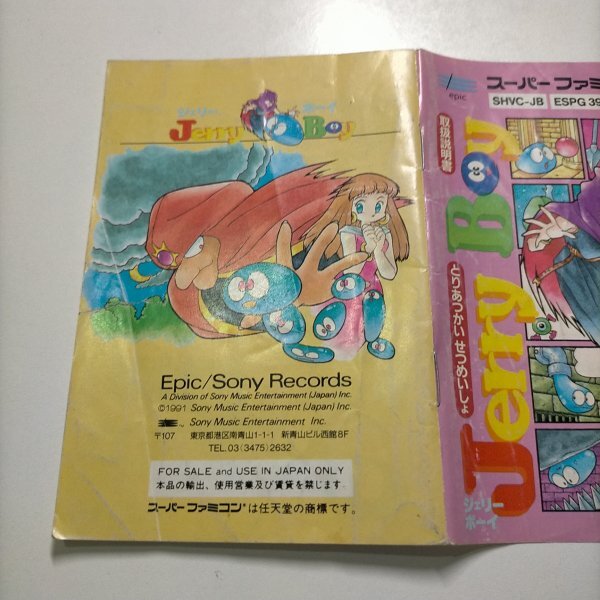 シェリー ボーイ
Jerry Boy
Epic/Sony Records
A Division of Sony Music Entertainment (Japan) Inc.
©1991 Sony Music Entertainment (Japan) Inc.
Sony Music Entertainment Inc.
〒107 東京都港区南青山1-1-1 新青山ビル西館8F
TEL.03(3475)2632
FOR SALE and USE IN JAPAN ONLY
本品の輸出、使用営業及び賃貸を禁じます。
スーパーファミコンは任天堂の商標です。
epic
スーパーファミ
SHVC-JB ESPG 39
取扱説明書
Jerry Boy
とりあつかい せつめいしょ
シェリー
ボーイ